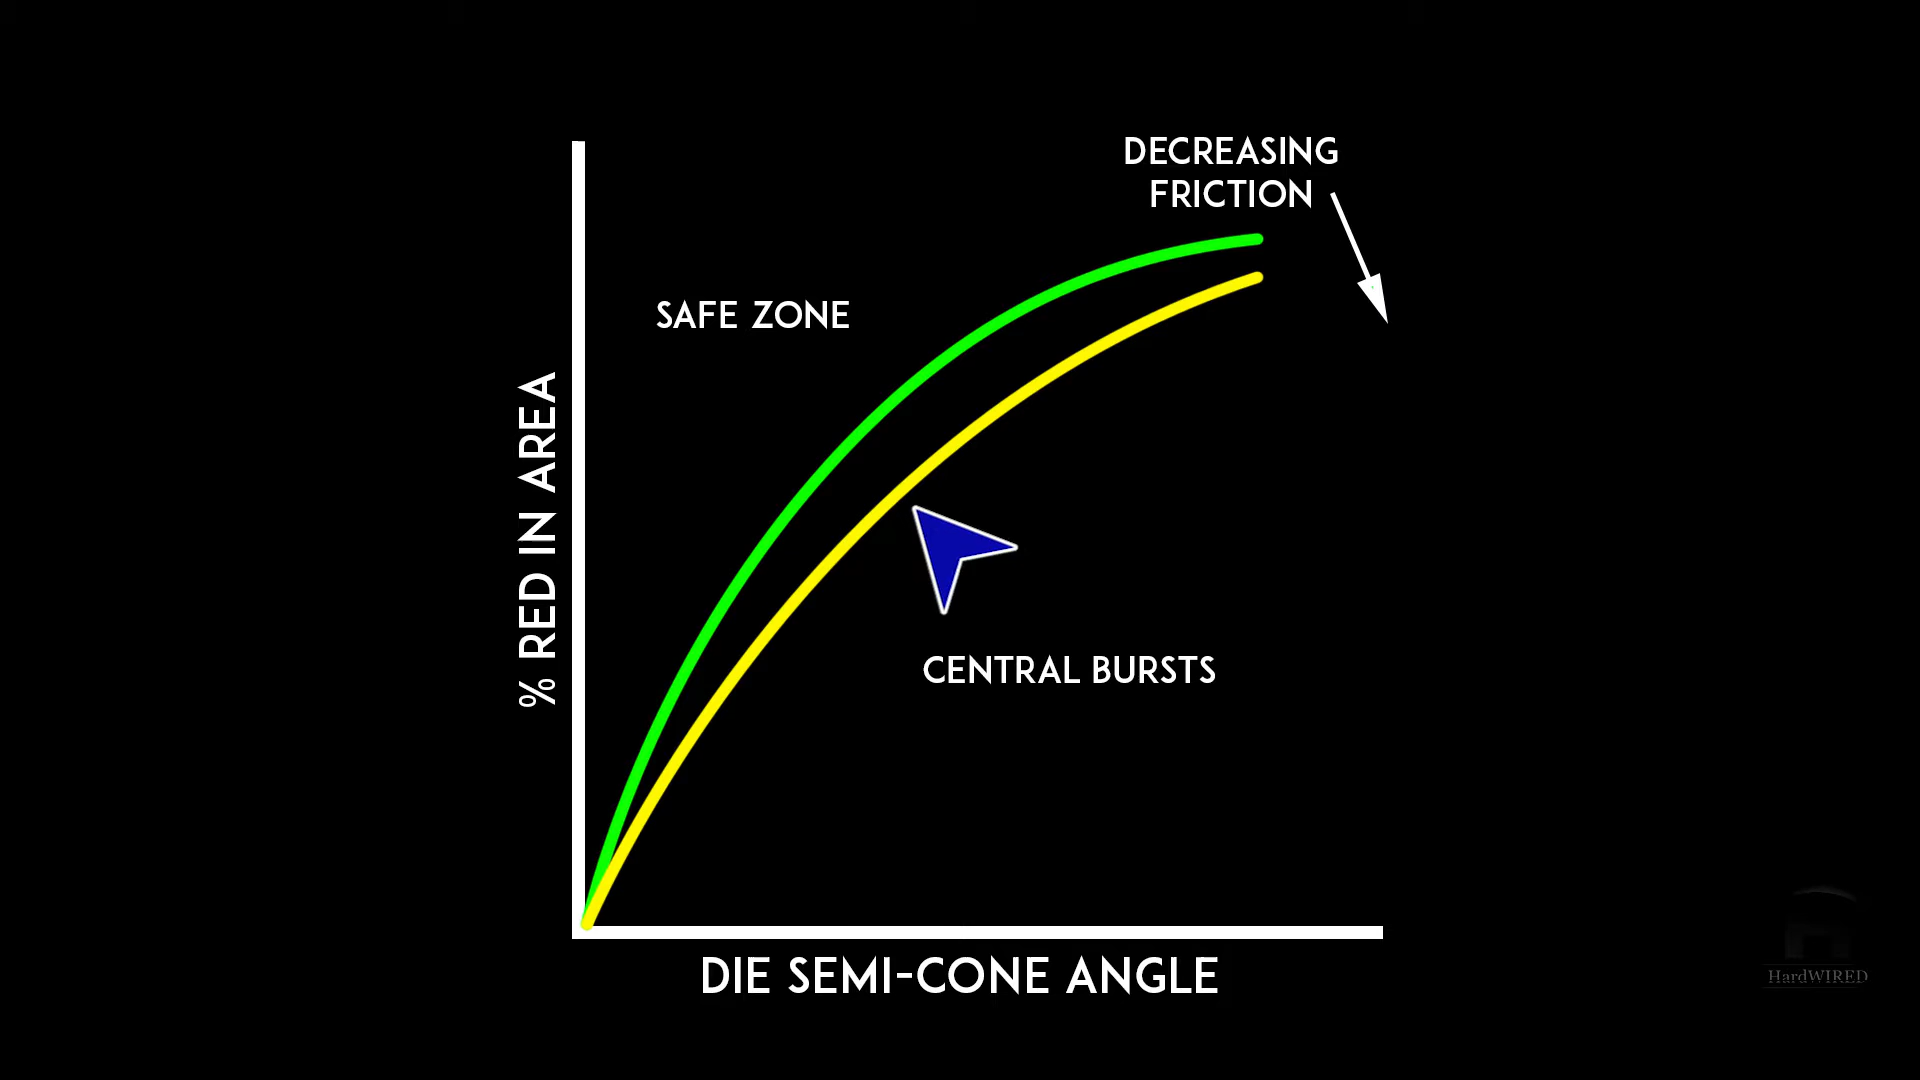 DECREASING
FRICTION
SAFE ZONE
% RED IN AREA
CENTRAL BURSTS
DIE SEMI-CONE ANGLE
HardWIRED